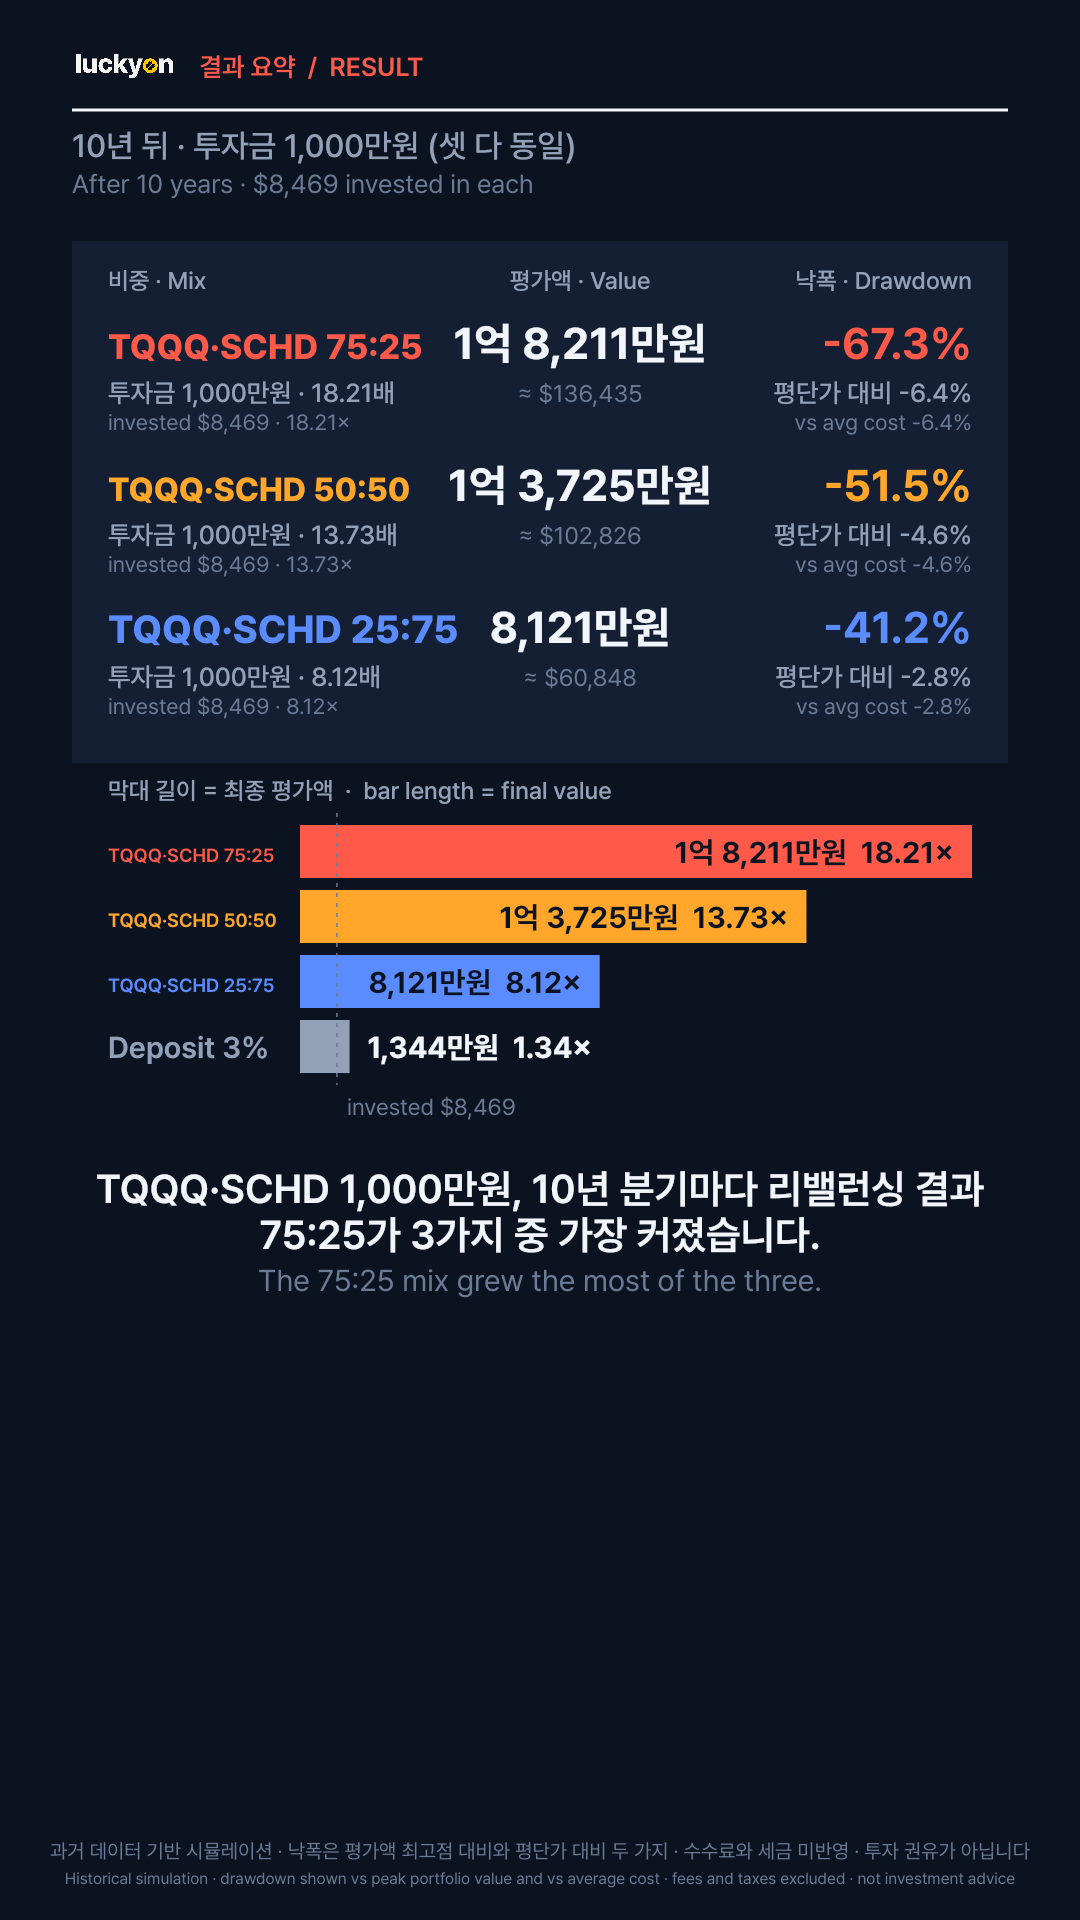 luckyon 결과 요약 / RESULT
10년 뒤 · 투자금 1,000만원 (셋 다 동일)
After 10 years · $8,469 invested in each
비중 · Mix 평가액 · Value 낙폭 · Drawdown
TQQQ·SCHD 75:25 1억 8,211만원 -67.3%
투자금 1,000만원 · 18.21배 ≈ $136,435 평단가 대비 -6.4%
invested $8,469 · 18.21× vs avg cost -6.4%
TQQQ·SCHD 50:50 1억 3,725만원 -51.5%
투자금 1,000만원 · 13.73배 ≈ $102,826 평단가 대비 -4.6%
invested $8,469 · 13.73× vs avg cost -4.6%
TQQQ·SCHD 25:75 8,121만원 -41.2%
투자금 1,000만원 · 8.12배 ≈ $60,848 평단가 대비 -2.8%
invested $8,469 · 8.12× vs avg cost -2.8%
막대 길이 = 최종 평가액 · bar length = final value
TQQQ·SCHD 75:25 1억 8,211만원 18.21×
TQQQ·SCHD 50:50 1억 3,725만원 13.73×
TQQQ·SCHD 25:75 8,121만원 8.12×
Deposit 3% 1,344만원 1.34×
invested $8,469
TQQQ·SCHD 1,000만원, 10년 분기마다 리밸런싱 결과
75:25가 3가지 중 가장 커졌습니다.
The 75:25 mix grew the most of the three.
과거 데이터 기반 시뮬레이션 · 낙폭은 평가액 최고점 대비와 평단가 대비 두 가지 · 수수료와 세금 미반영 · 투자 권유가 아닙니다
Historical simulation · drawdown shown vs peak portfolio value and vs average cost · fees and taxes excluded · not investment advice